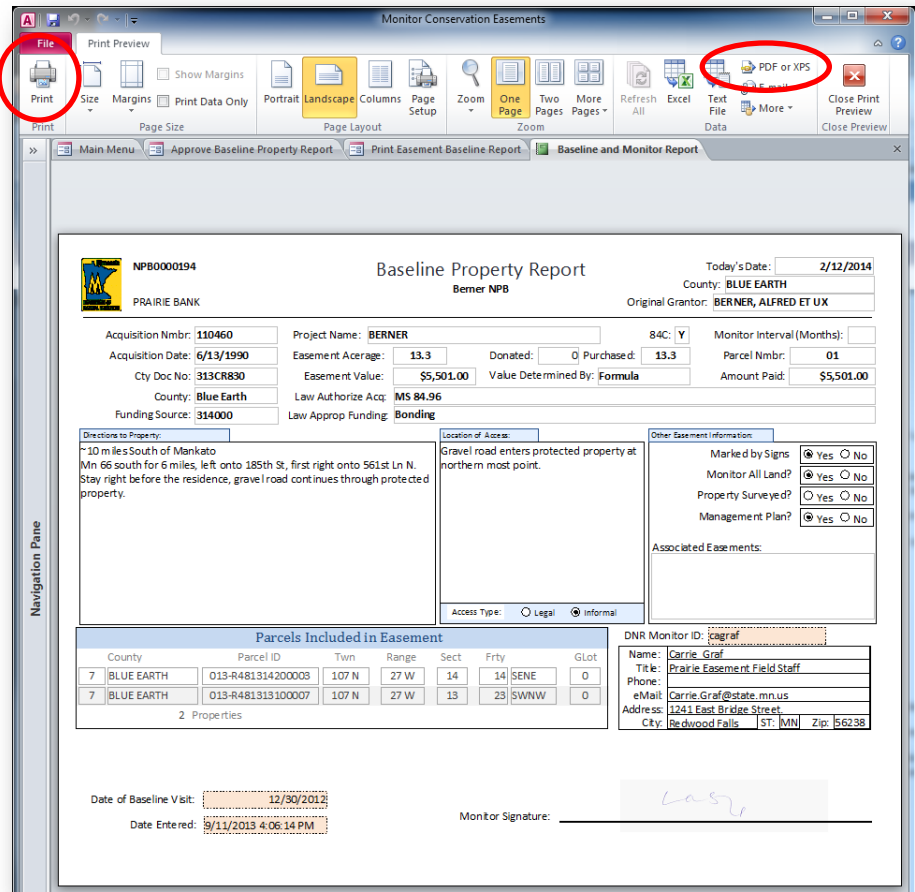 Monitor Conservation Easements
File Print Preview
Show Margins
Print Data Only
Print Size Margins Portrait Landscape Columns Page Setup Zoom One Page Two Pages More Pages Refresh All Excel Text File PDF or XPS E-mail More Close Print Preview
Print Page Size Page Layout Zoom Data Close Preview
Main Menu Approve Baseline Property Report Print Easement Baseline Report Baseline and Monitor Report
Navigation Pane
NPB0000194 Baseline Property Report Today's Date: 2/12/2014
Berner NPB County: BLUE EARTH
PRAIRIE BANK Original Grantor: BERNER, ALFRED ET UX
Acquisition Nmbr: 110460 Project Name: BERNER 84C: Y Monitor Interval (Months):
Acquisition Date: 6/13/1990 Easement Acerage: 13.3 Donated: 0 Purchased: 13.3 Parcel Nmbr: 01
Cty Doc No: 313CR830 Easement Value: $5,501.00 Value Determined By: Formula Amount Paid: $5,501.00
County: Blue Earth Law Authorize Acq: MS 84.96
Funding Source: 314000 Law Approp Funding: Bonding
Directions to Property: Location of Access: Other Easement Information:
~10 miles South of Mankato
Mn 66 south for 6 miles, left onto 185th St, first right onto 561st Ln N.
Stay right before the residence, gravel road continues through protected
property.
Gravel road enters protected property at
northern most point.
Access Type: Legal Informal
Marked by Signs Yes No
Monitor All Land? Yes No
Property Surveyed? Yes No
Management Plan? Yes No
Associated Easements:
Parcels Included in Easement
County Parcel ID Twn Range Sect Frty GLot
7 BLUE EARTH 013-R481314200003 107 N 27 W 14 14 SENE 0
7 BLUE EARTH 013-R481313100007 107 N 27 W 13 23 SWNW 0
2 Properties
DNR Monitor ID: cagraf
Name: Carrie Graf
Title: Prairie Easement Field Staff
Phone:
eMail: Carrie.Graf@state.mn.us
Address: 1241 East Bridge Street.
City: Redwood Falls ST: MN Zip: 56238
Date of Baseline Visit: 12/30/2012
Date Entered: 9/11/2013 4:06:14 PM
Monitor Signature: